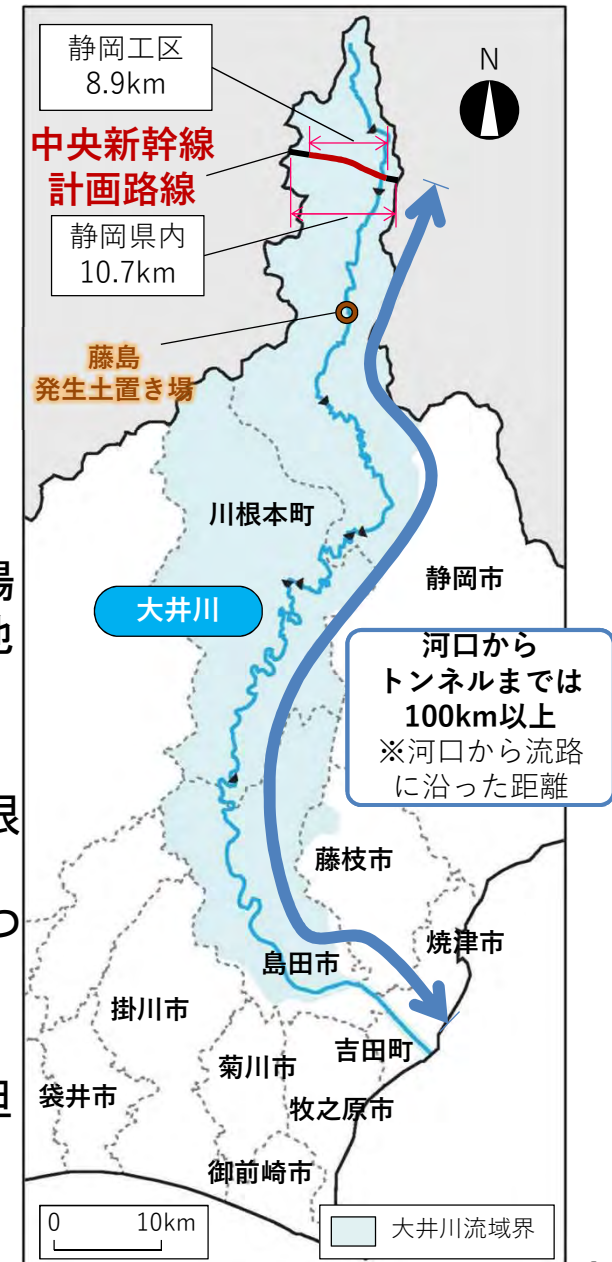 静岡工区
8.9km
N
中央新幹線
計画路線
静岡県内
10.7km
藤島
発生土置き場
川根本町
静岡市
大井川
河口から
トンネルまでは
100km以上
※河口から流路
に沿った距離
場
つ
藤枝市
焼津市
島田市
掛川市
吉田町
菊川市
袋井市
牧之原市
御前崎市
0 10km
大井川流域界